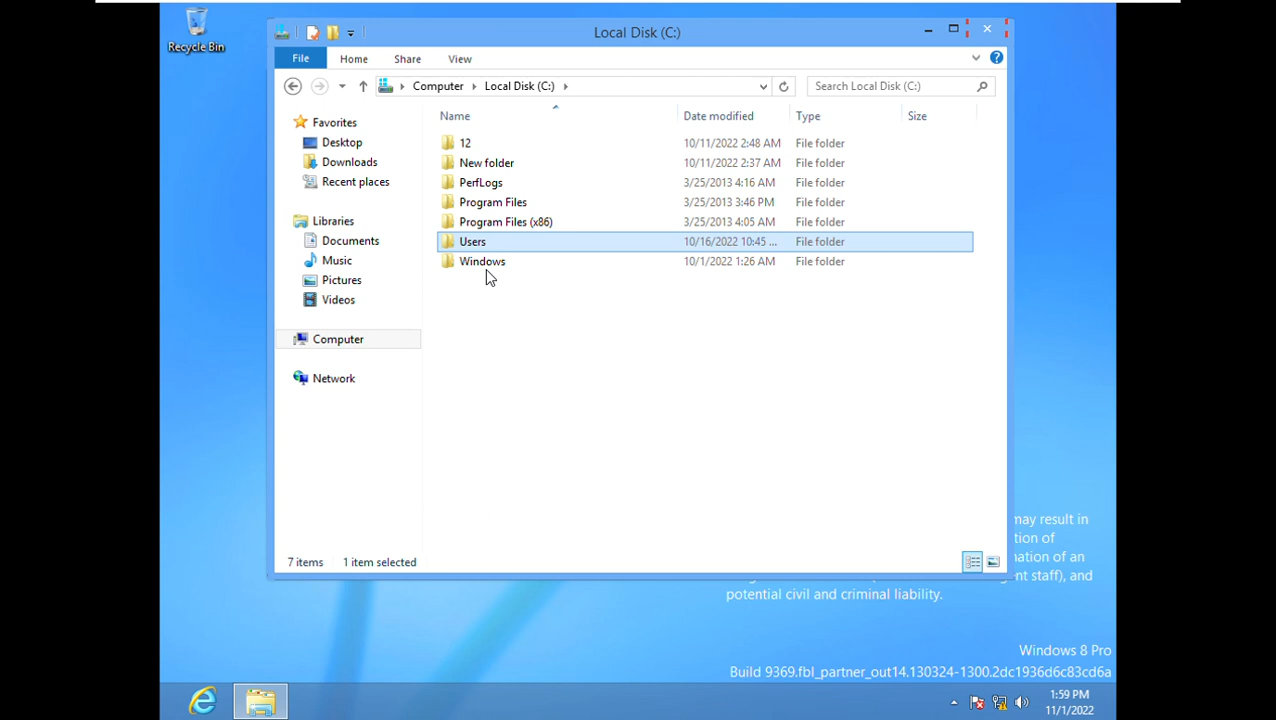 Recycle Bin
Local Disk (C:)
File Home Share View
Computer Local Disk (C:)
Search Local Disk (C:)
Name Date modified Type Size
Favorites
Desktop
Downloads
Recent places
Libraries
Documents
Music
Pictures
Videos
Computer
Network
12 10/11/2022 2:48 AM File folder
New folder 10/11/2022 2:37 AM File folder
PerfLogs 3/25/2013 4:16 AM File folder
Program Files 3/25/2013 3:46 PM File folder
Program Files (x86) 3/25/2013 4:05 AM File folder
Users 10/16/2022 10:45 ... File folder
Windows 10/1/2022 1:26 AM File folder
7 items 1 item selected
may result in
tion of
nation of an
gent staff), and
potential civil and criminal liability.
Windows 8 Pro
Build 9369.fbl_partner_out14.130324-1300.2dc1936d6c83cd6a
1:59 PM
11/1/2022